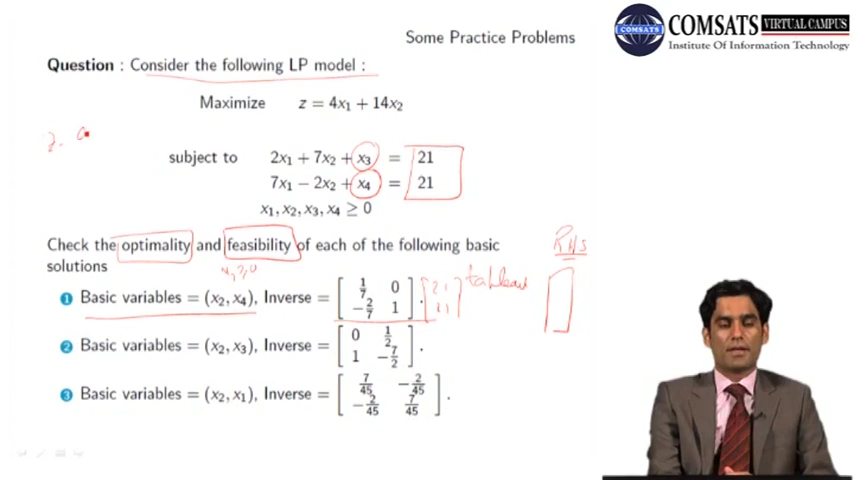 Some Practice Problems
COMSATS VIRTUAL CAMPUS
Institute Of Information Technology
Question : Consider the following LP model :
Maximize z = 4x₁ + 14x₂
subject to 2x₁ + 7x₂ + x₃ = 21
7x₁ − 2x₂ + x₄ = 21
x₁, x₂, x₃, x₄ ≥ 0
Check the optimality and feasibility of each of the following basic
solutions
RHS
tableau
1 Basic variables = (x₂, x₄), Inverse = [ 1/7 0 ; −2/7 1 ].
2 Basic variables = (x₂, x₃), Inverse = [ 0 1/2 ; 1 −7/2 ].
3 Basic variables = (x₂, x₁), Inverse = [ 7/45 −2/45 ; −2/45 7/45 ].